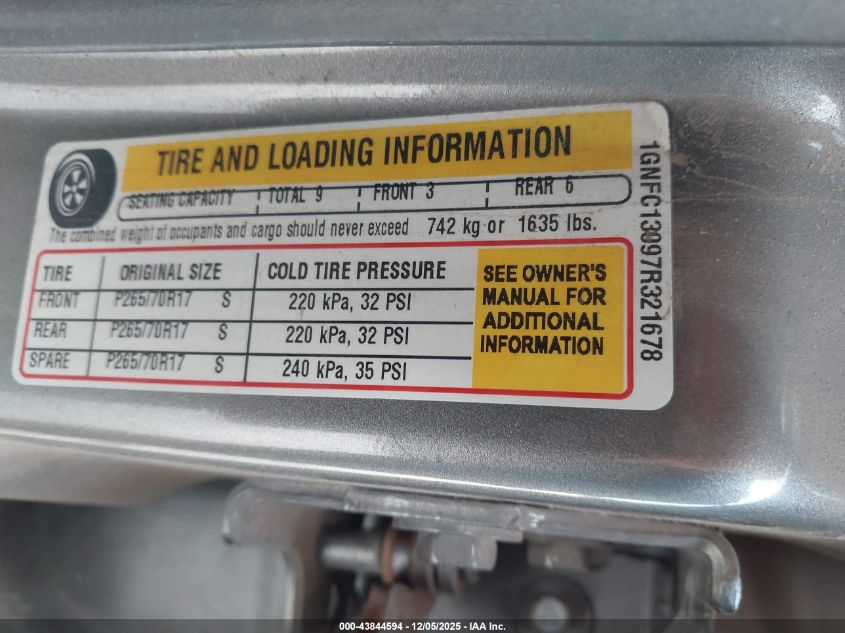 TIRE AND LOADING INFORMATION
SEATING CAPACITY TOTAL 9 FRONT 3 REAR 6
The combined weight of occupants and cargo should never exceed 742 kg or 1635 lbs.
TIRE ORIGINAL SIZE COLD TIRE PRESSURE
FRONT P265/70R17 S 220 kPa, 32 PSI
REAR P265/70R17 S 220 kPa, 32 PSI
SPARE P265/70R17 S 240 kPa, 35 PSI
SEE OWNER'S
MANUAL FOR
ADDITIONAL
INFORMATION
1GNFC13097R321678
000-43844594 - 12/05/2025 - IAA Inc.